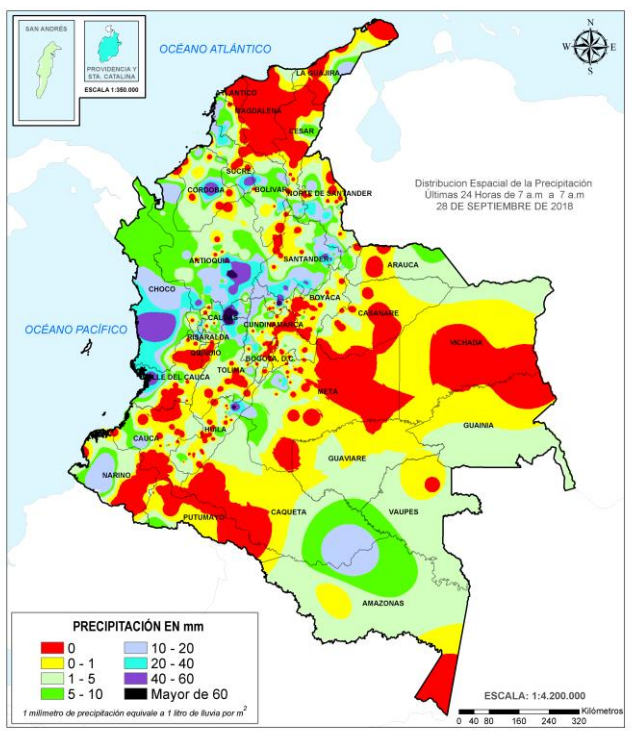 SAN ANDRÉS
PROVIDENCIA Y
STA. CATALINA
ESCALA 1:350.000
OCÉANO ATLÁNTICO
N
W
E
S
LA GUAJIRA
ATLANTICO
MAGDALENA
CESAR
SUCRE
CORDOBA
BOLIVAR
NORTE DE SANTANDER
Distribucion Espacial de la Precipitación
Últimas 24 Horas de 7 a.m a 7 a.m
28 DE SEPTIEMBRE DE 2018
ANTIOQUIA
SANTANDER
ARAUCA
CHOCO
BOYACA
OCÉANO PACÍFICO
CALDAS
CUNDINAMARCA
CASANARE
RISARALDA
VICHADA
QUINDIO
BOGOTA, D.C.
TOLIMA
VALLE DEL CAUCA
META
GUAINIA
HUILA
CAUCA
GUAVIARE
NARIÑO
PUTUMAYO
CAQUETA
VAUPES
AMAZONAS
PRECIPITACIÓN EN mm
0
10 - 20
0 - 1
20 - 40
1 - 5
40 - 60
5 - 10
Mayor de 60
1 milimetro de precipitación equivale a 1 litro de lluvia por m2
ESCALA: 1:4.200.000
Kilómetros
0 40 80 160 240 320